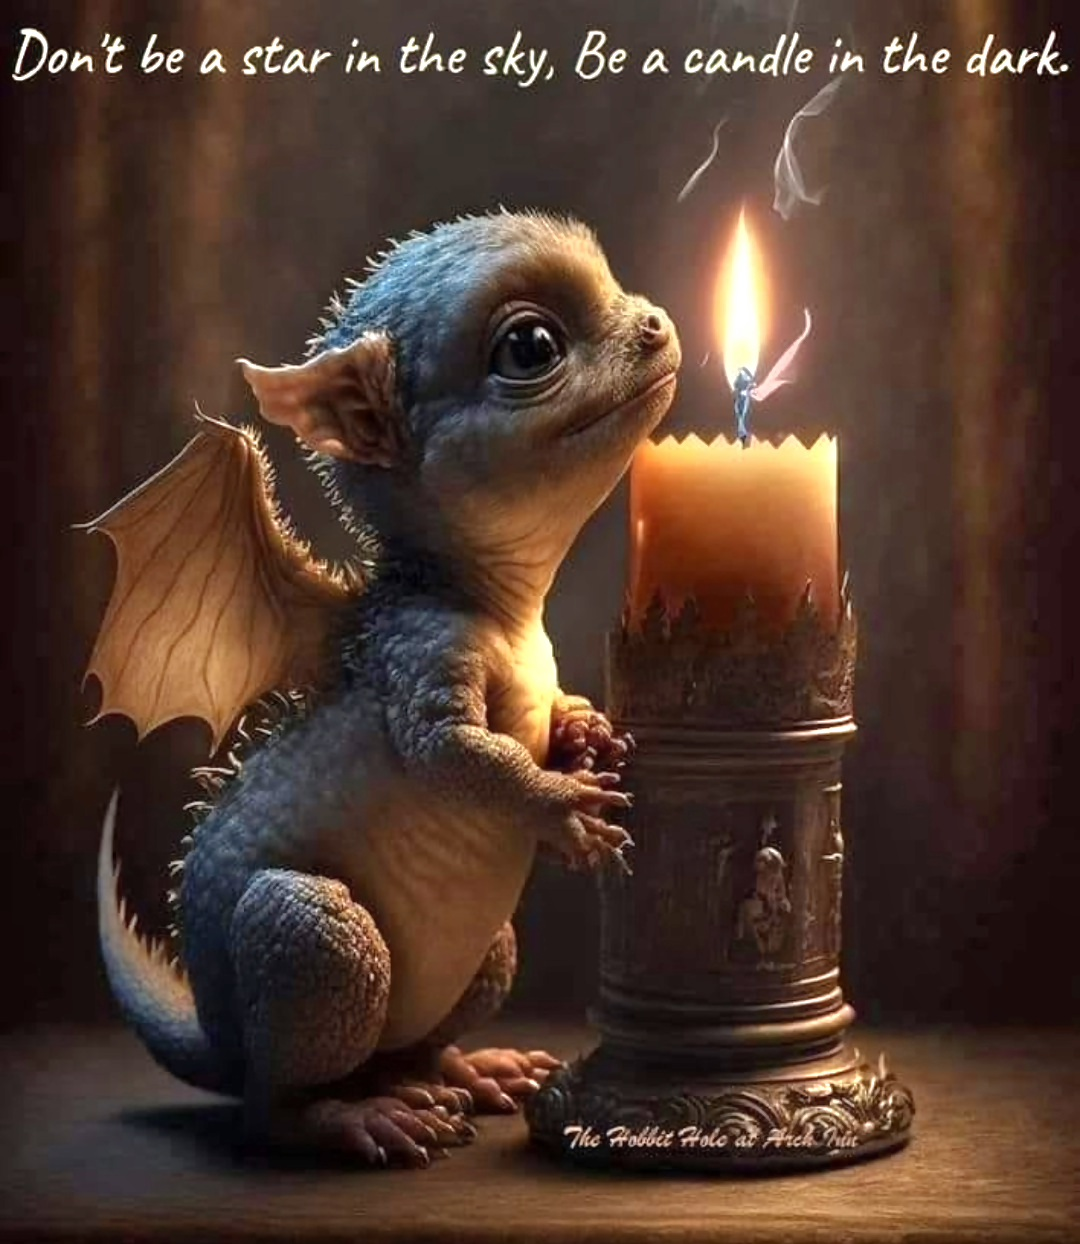 Don't be a star in the sky, Be a candle in the dark.
The Hobbit Hole at Arch Inn